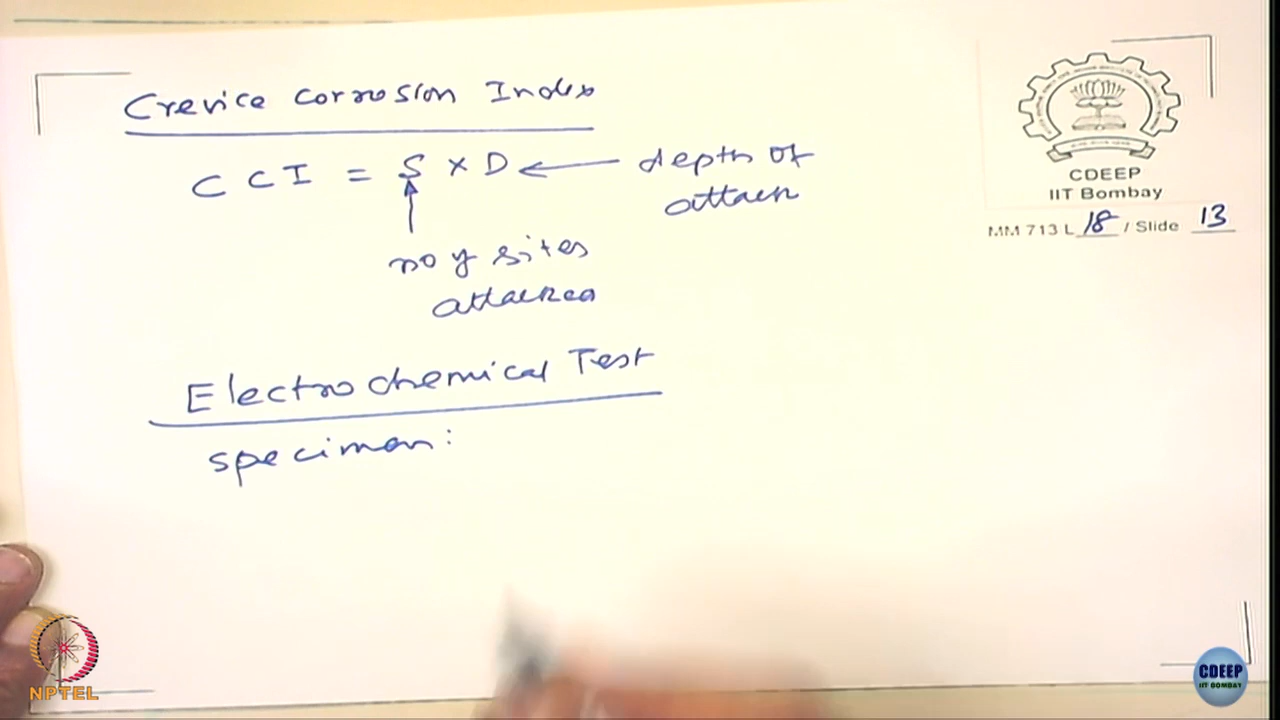 Crevice Corrosion Index
CCI = S × D ← depth of
attack
no of sites
attacked
Electrochemical Test
specimen:
CDEEP
IIT Bombay
MM 713 L 18 / Slide 13
NPTEL
CDEEP
IIT BOMBAY